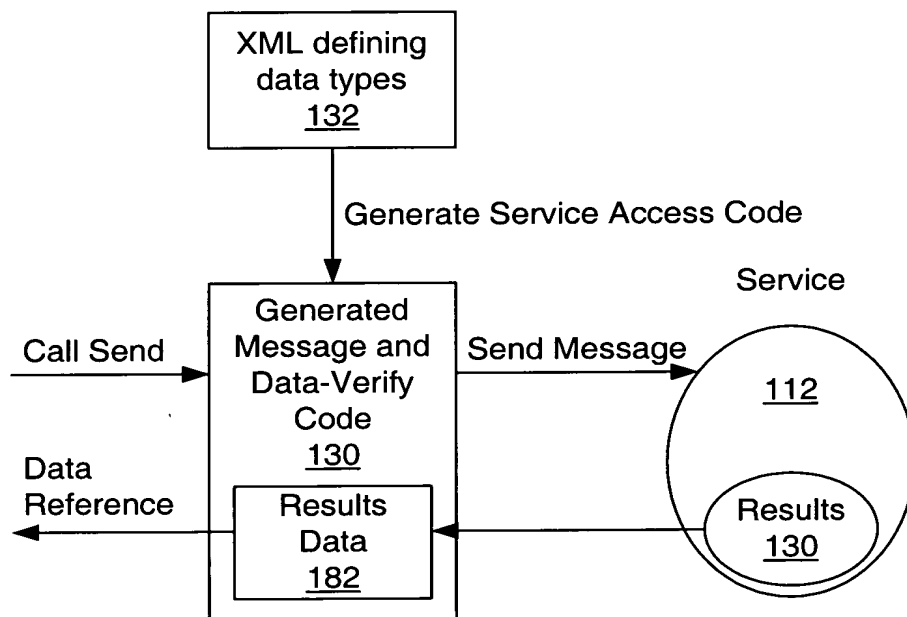 XML defining
data types
132
Generate Service Access Code
Service
Call Send
Generated
Message and
Data-Verify
Code
130
Send Message
112
Data
Reference
Results
Data
182
Results
130